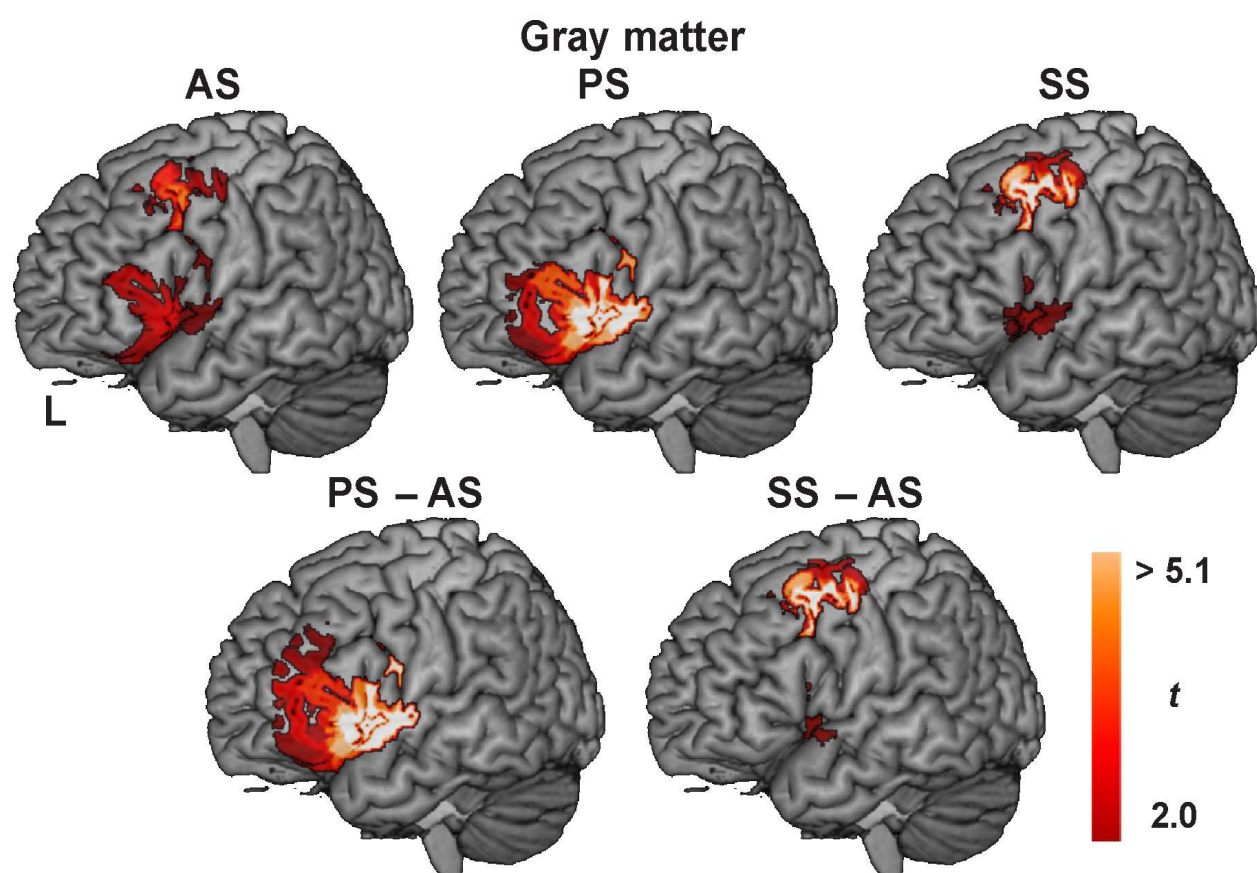 Gray matter
AS
PS
SS
L
PS – AS
SS – AS
> 5.1
t
2.0